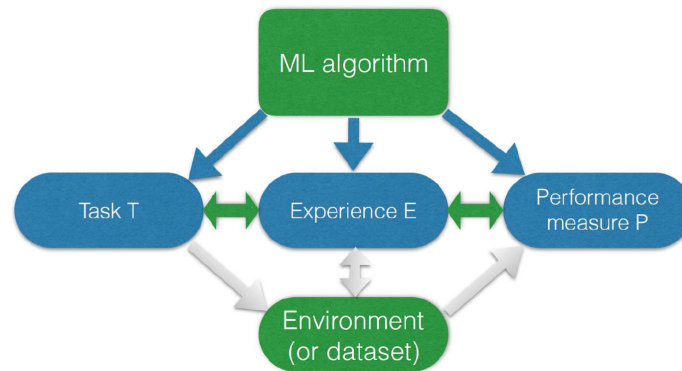 ML algorithm
Task T
Experience E
Performance
measure P
Environment
(or dataset)